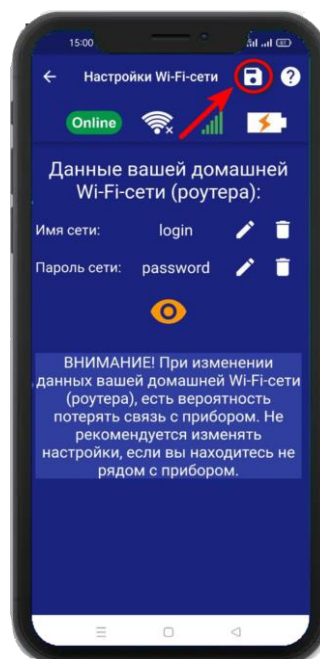 15:00
Настройки Wi-Fi-сети
?
Online
Данные вашей домашней
Wi-Fi-сети (роутера):
Имя сети: login
Пароль сети: password
ВНИМАНИЕ! При изменении
данных вашей домашней Wi-Fi-сети
(роутера), есть вероятность
потерять связь с прибором. Не
рекомендуется изменять
настройки, если вы находитесь не
рядом с прибором.